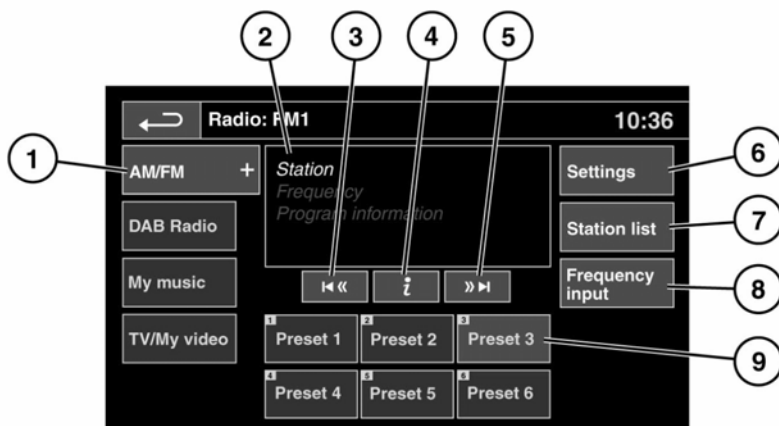 2 3 4 5
Radio: FM1 10:36
1 AM/FM + Station Settings 6
Frequency
Program information
DAB Radio Station list 7
My music i Frequency input 8
TV/My video
1 Preset 1 2 Preset 2 3 Preset 3 9
4 Preset 4 5 Preset 5 6 Preset 6